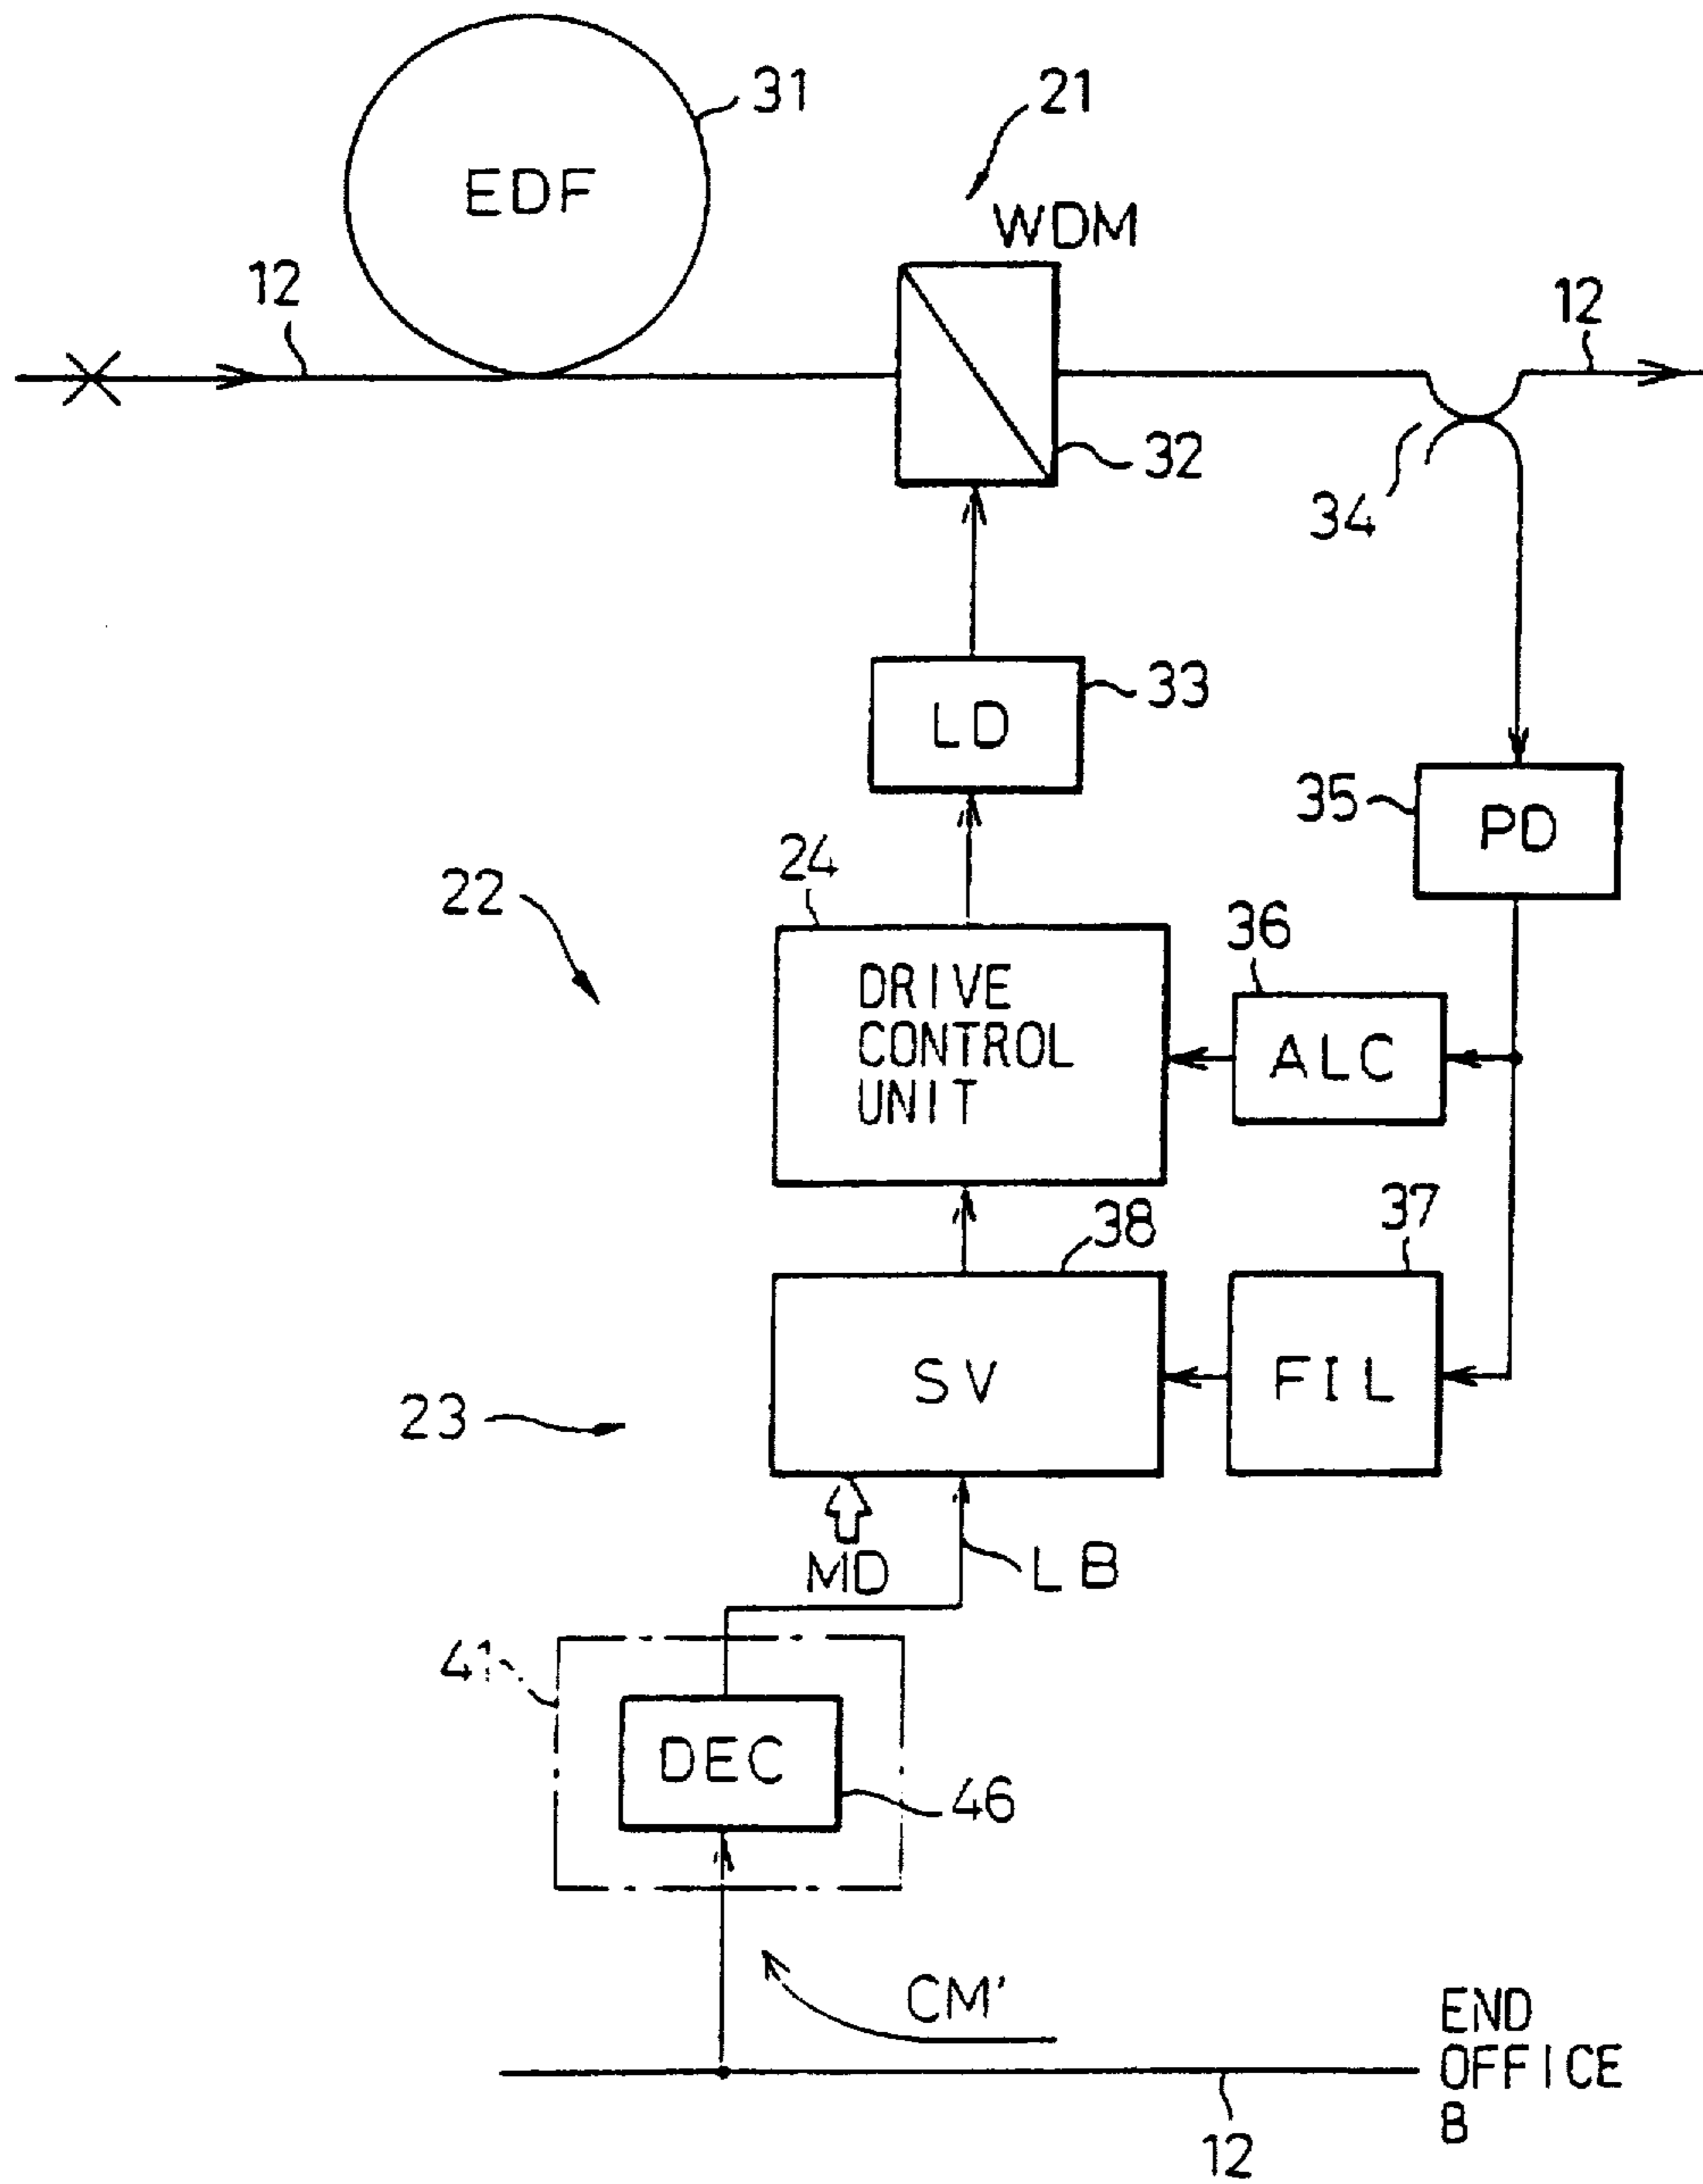 31
EDF
21
WDM
12
12
32
34
LD
33
35
PD
24
22
DRIVE
CONTROL
UNIT
36
ALC
38
37
SV
FIL
23
MD
LB
41
DEC
46
CM'
END
OFFICE
B
12